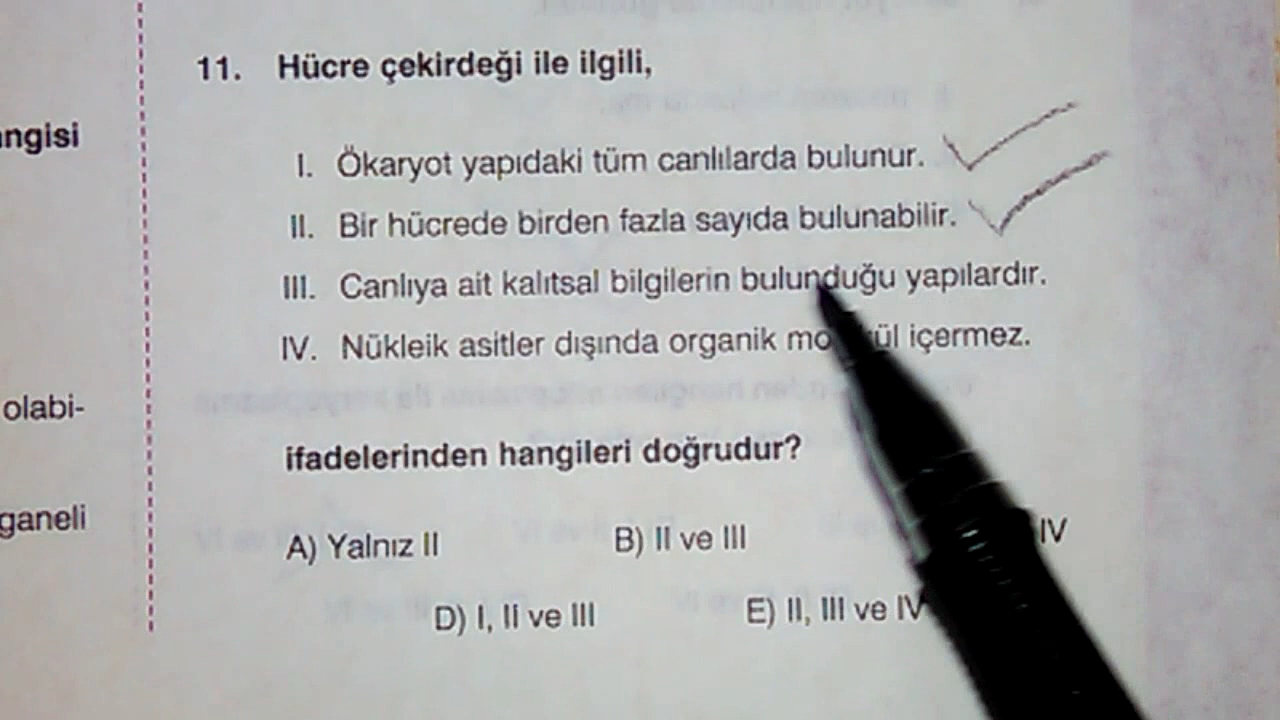 ngisi
olabi-
ganeli
11. Hücre çekirdeği ile ilgili,
I. Ökaryot yapıdaki tüm canlılarda bulunur.
II. Bir hücrede birden fazla sayıda bulunabilir.
III. Canlıya ait kalıtsal bilgilerin bulunduğu yapılardır.
IV. Nükleik asitler dışında organik içermez.
ifadelerinden hangileri doğrudur?
A) Yalnız II B) II ve III IV
D) I, II ve III E) II, III ve IV